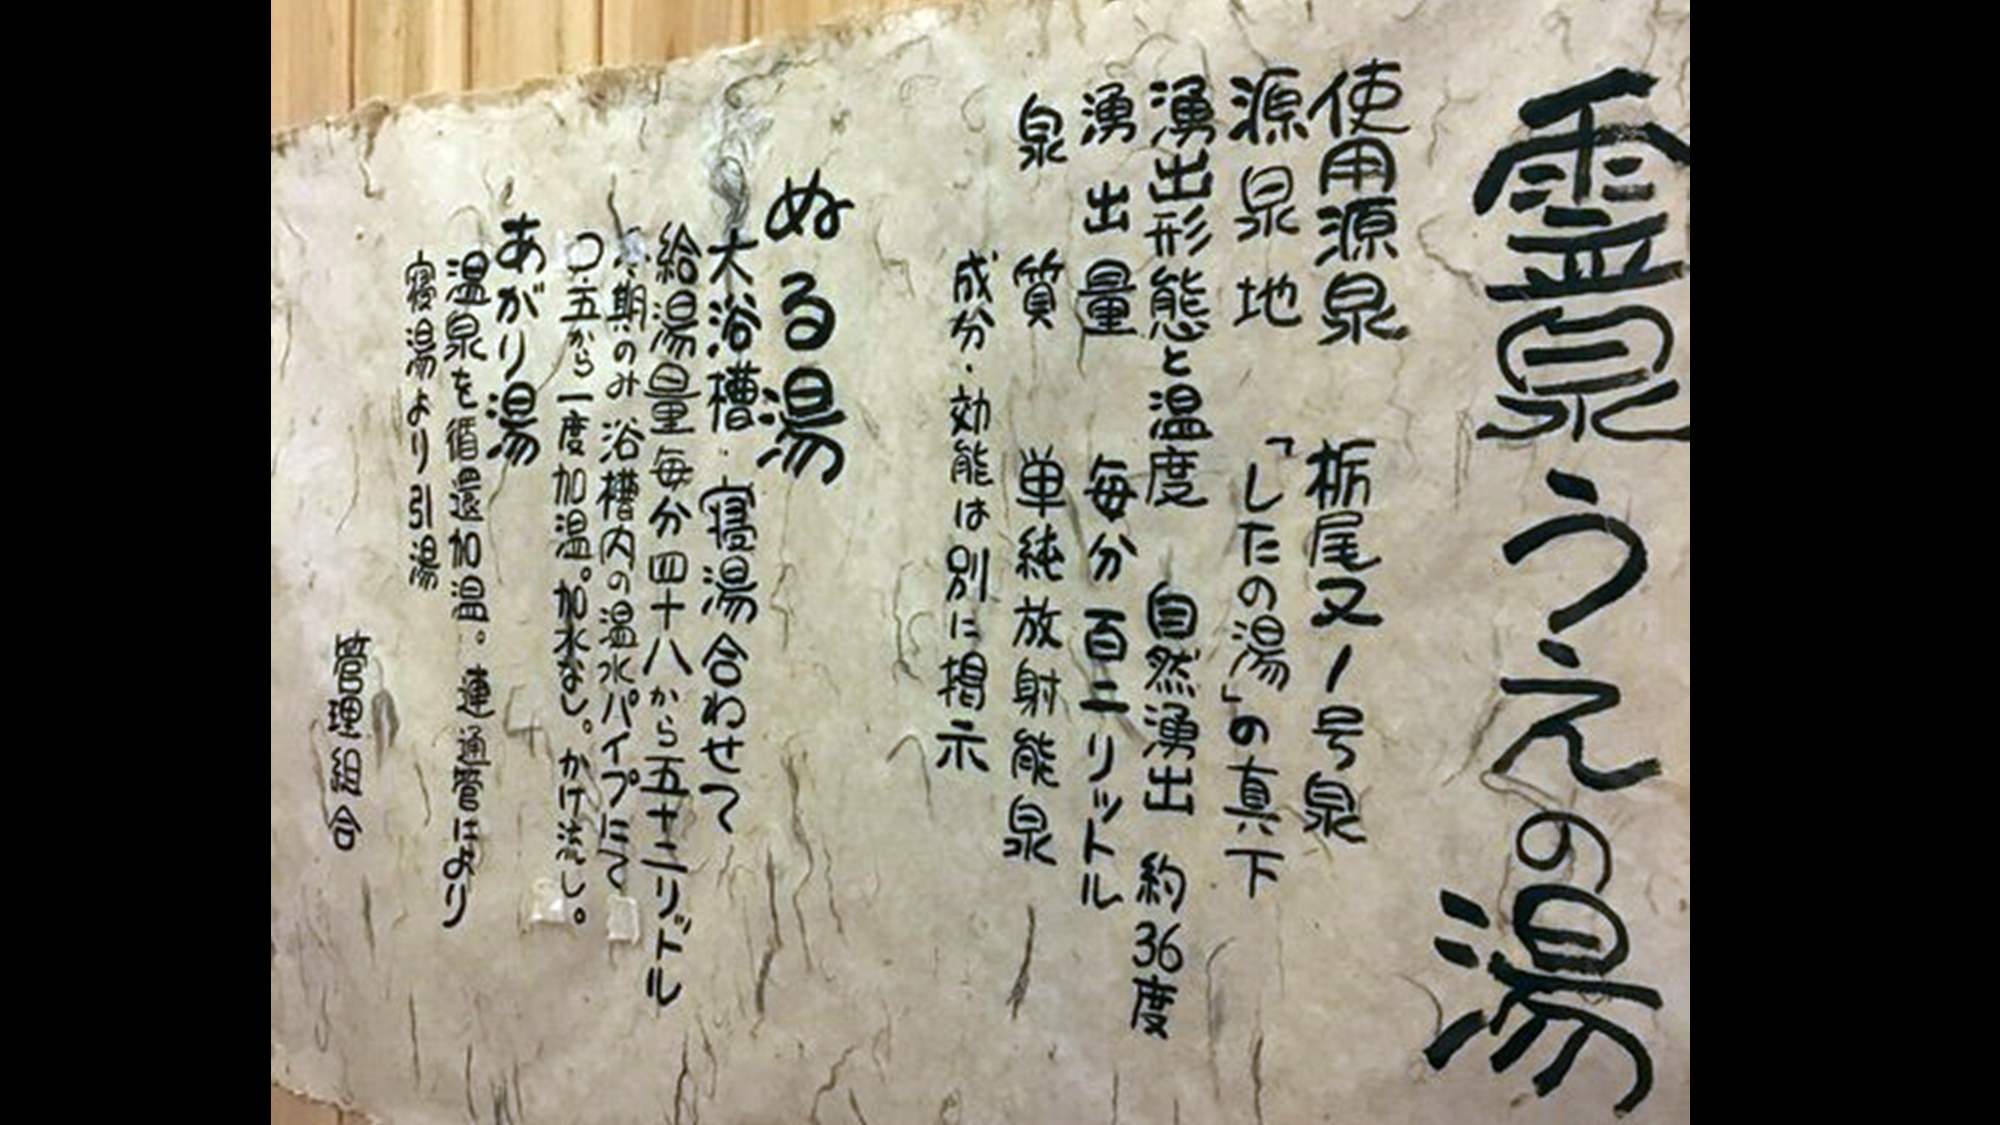 霊泉うえの湯
使用源泉 栃尾又1号泉
源泉地 「したの湯」の真下
湧出形態と温度 自然湧出 約36度
湧出量 毎分百二リットル
泉質 単純放射能泉
成分・効能は別に掲示
ぬる湯
大浴槽・寝湯合わせて
給湯量毎分四十八から五十二リットル
期のみ浴槽内の温水パイプにて
〇.五から一度加温。加水なし。かけ流し。
あがり湯
温泉を循還加温。連通管により
寝湯より引湯
管理組合